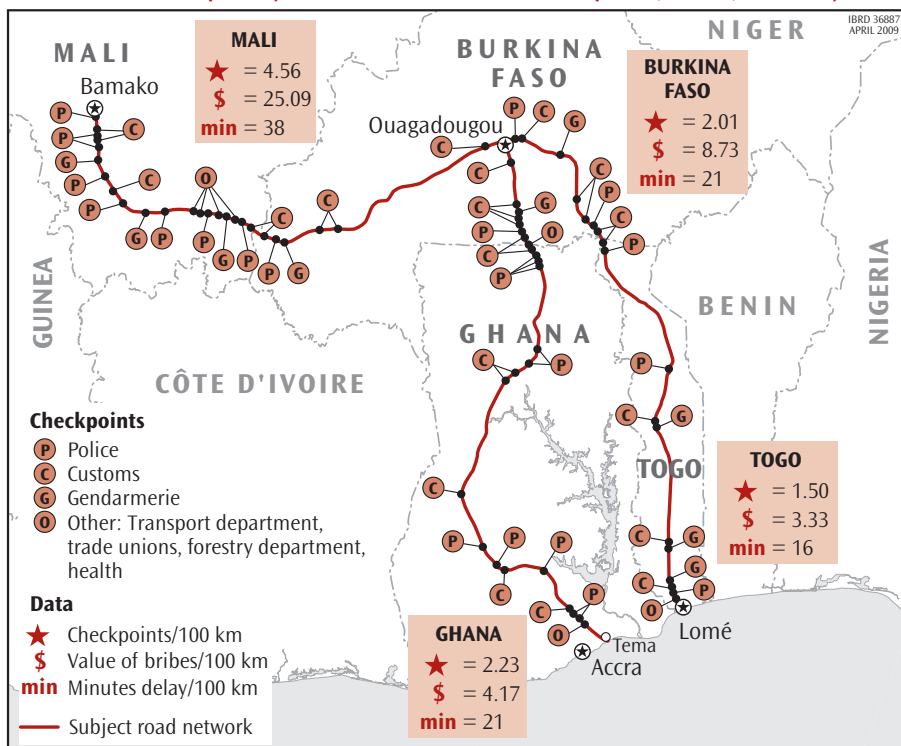 IBRD 36887
APRIL 2009
NIGER
MALI
MALI
★ = 4.56
$ = 25.09
min = 38
Bamako
BURKINA
FASO
Ouagadougou
BURKINA
FASO
★ = 2.01
$ = 8.73
min = 21
P
C
G
C
P
C
P
G
P
C
P
O
G
P
P
G
P
P
G
C
C
C
C
G
P
O
C
P
C
P
C
P
GUINEA
GHANA
BENIN
NIGERIA
CÔTE D'IVOIRE
C
P
P
C
G
TOGO
TOGO
★ = 1.50
$ = 3.33
min = 16
Checkpoints
P Police
C Customs
G Gendarmerie
O Other: Transport department,
trade unions, forestry department,
health
C
P
P
P
C
C
P
O
C
G
G
C
P
O
Lomé
Tema
Accra
GHANA
★ = 2.23
$ = 4.17
min = 21
Data
★ Checkpoints/100 km
$ Value of bribes/100 km
min Minutes delay/100 km
Subject road network